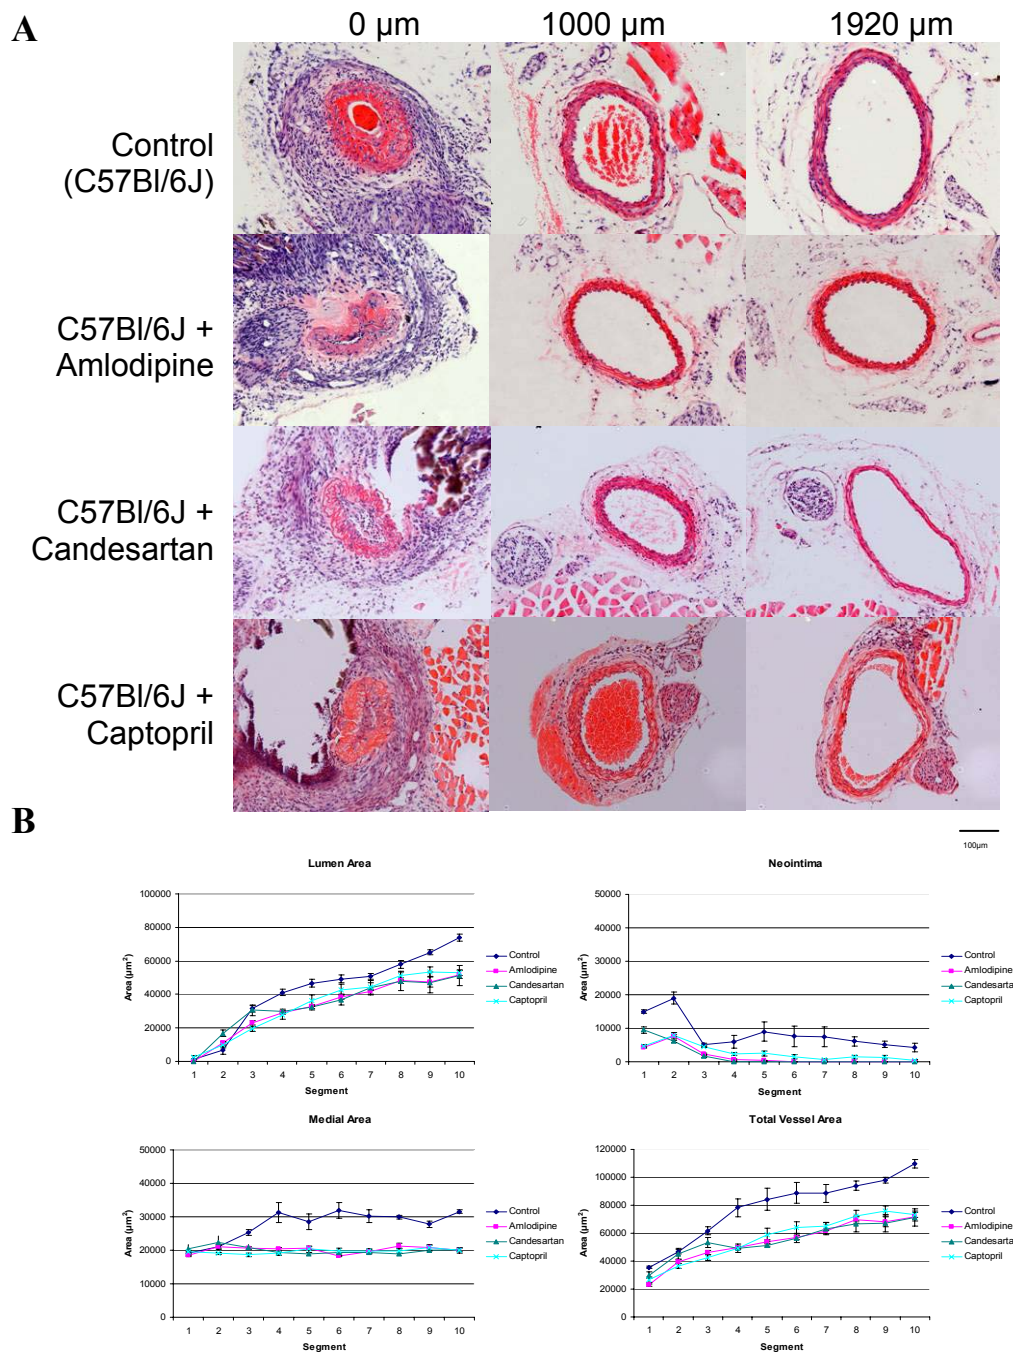 A
0 µm 1000 µm 1920 µm
Control
(C57Bl/6J)
C57Bl/6J +
Amlodipine
C57Bl/6J +
Candesartan
C57Bl/6J +
Captopril
B
100µm
Lumen Area
Area (µm²)
100000
80000
60000
40000
20000
0
1 2 3 4 5 6 7 8 9 10
Segment
Control
Amlodipine
Candesartan
Captopril
Neointima
Area (µm²)
50000
40000
30000
20000
10000
0
1 2 3 4 5 6 7 8 9 10
Segment
Control
Amlodipine
Candesarta
Captopril
Medial Area
Area (µm²)
50000
40000
30000
20000
10000
0
1 2 3 4 5 6 7 8 9 10
Segment
Control
Amlodipine
Candesartan
Captopril
Total Vessel Area
Area (µm²)
120000
100000
80000
60000
40000
20000
0
1 2 3 4 5 6 7 8 9 10
Segment
Control
Amlodipine
Candesarta
Captopril